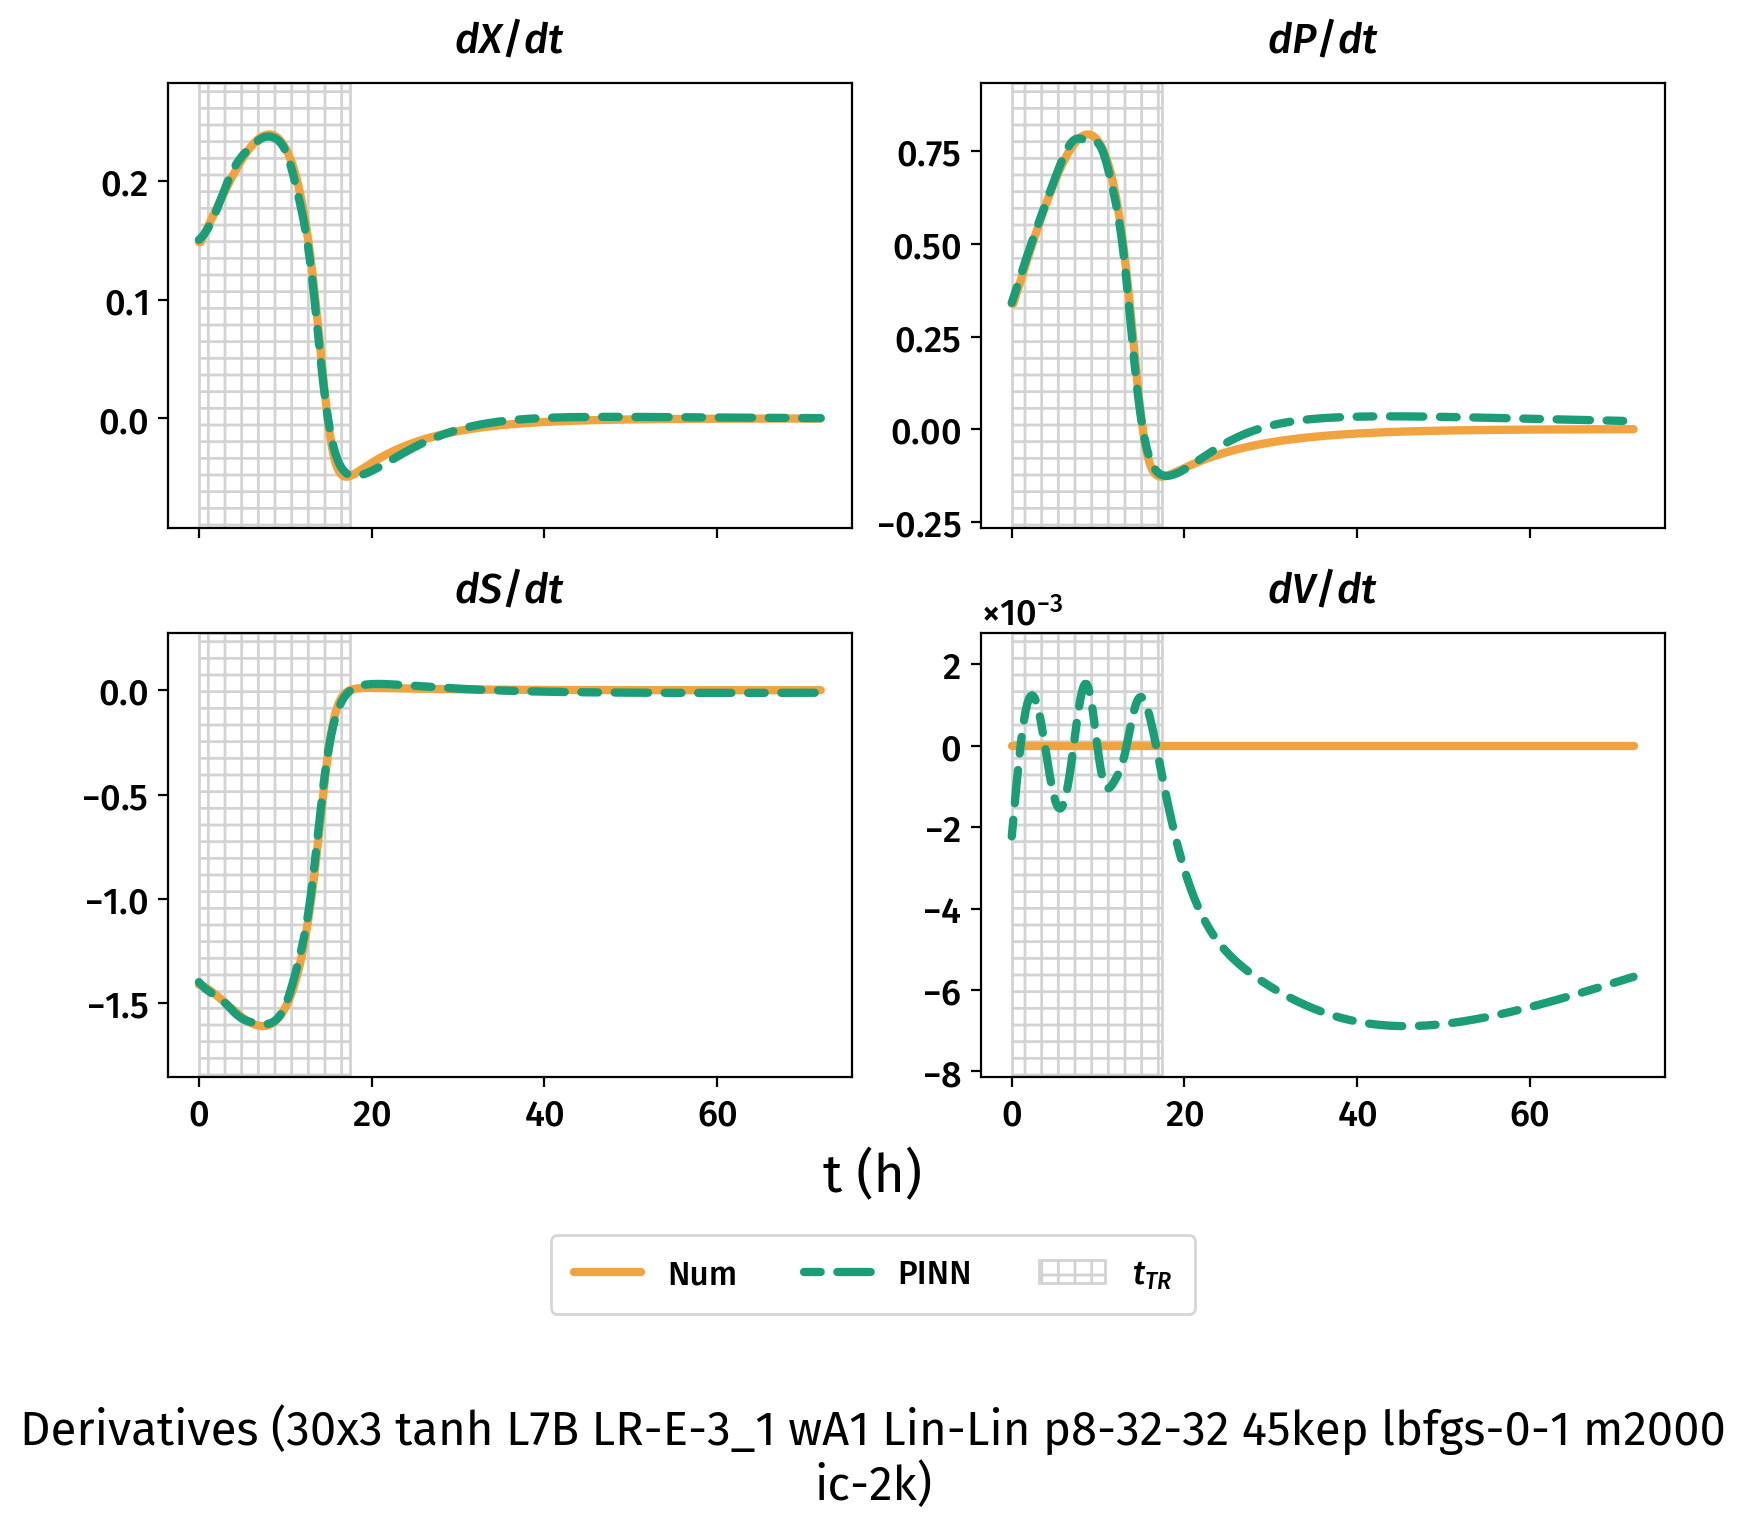 dX/dt
dP/dt
0.2
0.1
0.0
0.75
0.50
0.25
0.00
−0.25
dS/dt
dV/dt
×10⁻³
0.0
−0.5
−1.0
−1.5
2
0
−2
−4
−6
−8
0 20 40 60
0 20 40 60
t (h)
Num PINN t_TR
Derivatives (30x3 tanh L7B LR-E-3_1 wA1 Lin-Lin p8-32-32 45kep lbfgs-0-1 m2000
ic-2k)